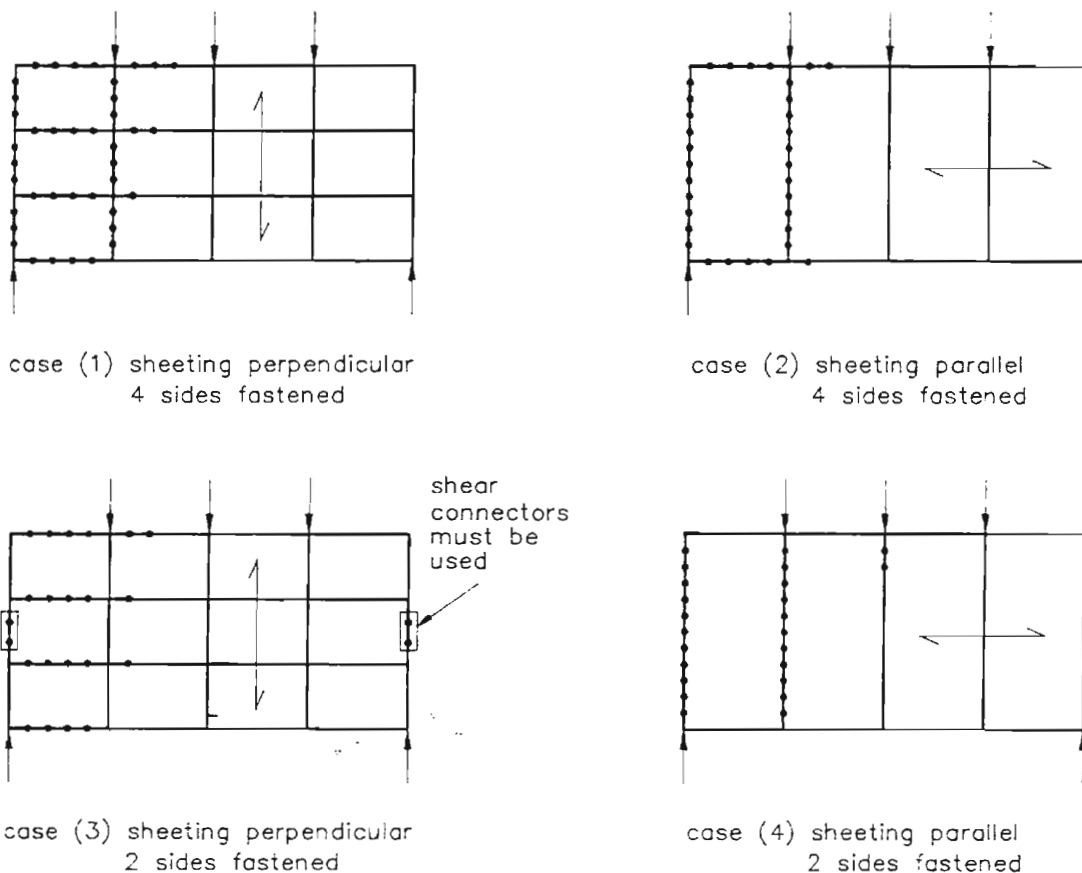 case (1) sheeting perpendicular
4 sides fastened
case (2) sheeting parallel
4 sides fastened
shear
connectors
must be
used
case (3) sheeting perpendicular
2 sides fastened
case (4) sheeting parallel
2 sides fastened